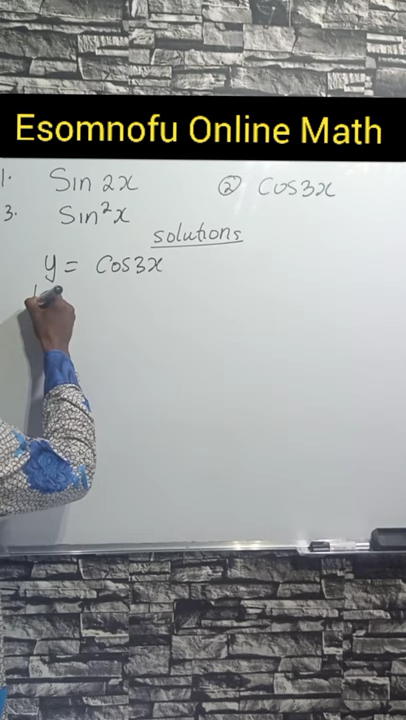 Esomnofu Online Math
1. Sin 2x ② Cos3x
3. Sin²x
solutions
y = Cos3x